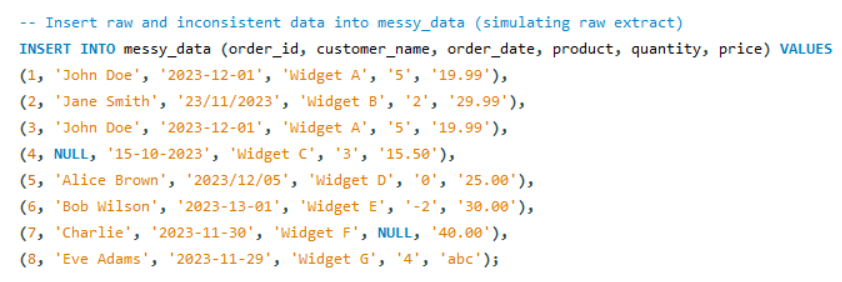 -- Insert raw and inconsistent data into messy_data (simulating raw extract)
INSERT INTO messy_data (order_id, customer_name, order_date, product, quantity, price) VALUES
(1, 'John Doe', '2023-12-01', 'Widget A', '5', '19.99'),
(2, 'Jane Smith', '23/11/2023', 'Widget B', '2', '29.99'),
(3, 'John Doe', '2023-12-01', 'Widget A', '5', '19.99'),
(4, NULL, '15-10-2023', 'Widget C', '3', '15.50'),
(5, 'Alice Brown', '2023/12/05', 'Widget D', '0', '25.00'),
(6, 'Bob Wilson', '2023-13-01', 'Widget E', '-2', '30.00'),
(7, 'Charlie', '2023-11-30', 'Widget F', NULL, '40.00'),
(8, 'Eve Adams', '2023-11-29', 'Widget G', '4', 'abc');